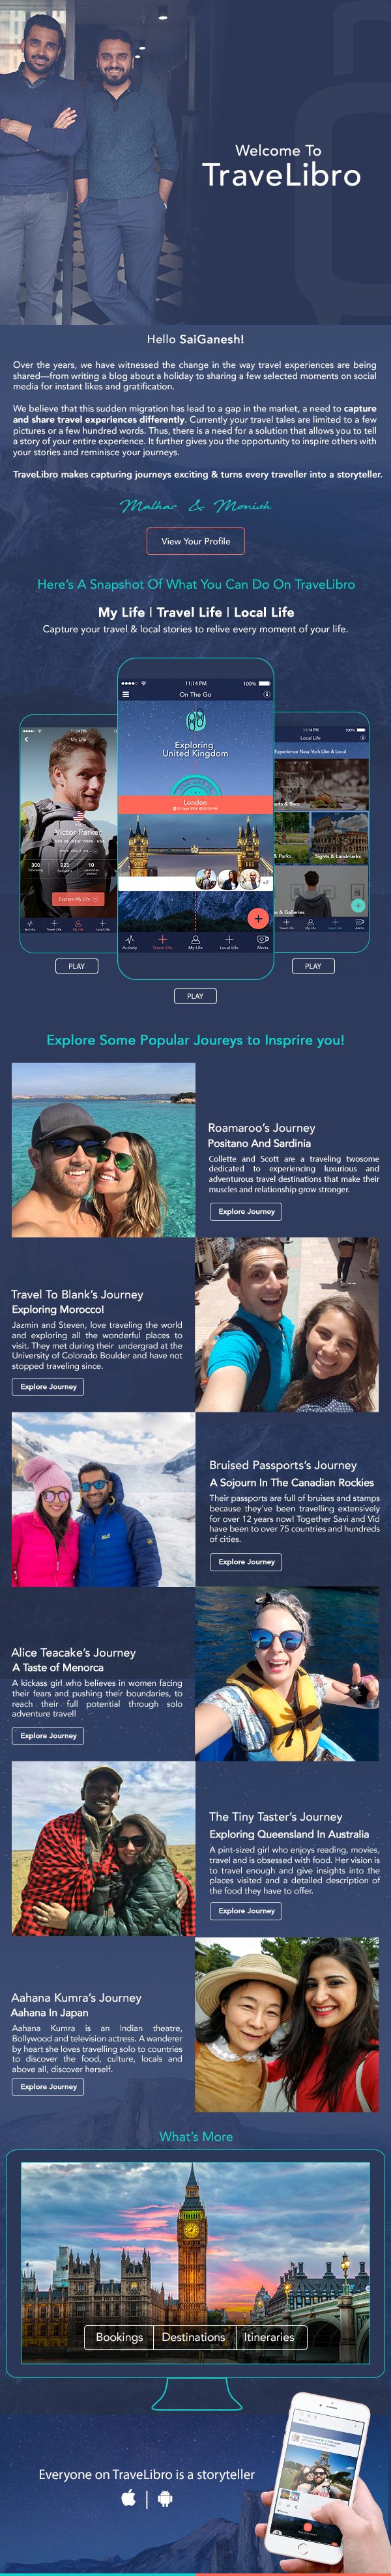 Welcome To
TraveLibro
Hello SaiGanesh!
Over the years, we have witnessed the change in the way travel experiences are being
shared—from writing a blog about a holiday to sharing a few selected moments on social
media for instant likes and gratification.
We believe that this sudden migration has lead to a gap in the market, a need to capture
and share travel experiences differently. Currently your travel tales are limited to a few
pictures or a few hundred words. Thus, there is a need for a solution that allows you to tell
a story of your entire experience. It further gives you the opportunity to inspire others with
your stories and reminisce your journeys.
TraveLibro makes capturing journeys exciting & turns every traveller into a storyteller.
Malhar & Monish
View Your Profile
Here's A Snapshot Of What You Can Do On TraveLibro
My Life | Travel Life | Local Life
Capture your travel & local stories to relive every moment of your life.
11:14 PM
100%
On The Go
Exploring
United Kingdom
London
+2
Activity
Travel Life
My Life
Local Life
Alerts
11:14 PM
My Life
Victor Parker
300
223
10
Following
Followers
Explore My Life
Activity
Travel Life
My Life
Local Life
11:14 PM
100%
Local Life
Experience New York Like A Local
& Bars
& Parks
Sights & Landmarks
& Galleries
Travel Life
My Life
Local Life
Alerts
PLAY
PLAY
PLAY
Explore Some Popular Joureys to Insprire you!
Roamaroo's Journey
Positano And Sardinia
Collette and Scott are a traveling twosome
dedicated to experiencing luxurious and
adventurous travel destinations that make their
muscles and relationship grow stronger.
Explore Journey
Travel To Blank's Journey
Exploring Morocco!
Jazmin and Steven, love traveling the world
and exploring all the wonderful places to
visit. They met during their undergrad at the
University of Colorado Boulder and have not
stopped traveling since.
Explore Journey
Bruised Passports's Journey
A Sojourn In The Canadian Rockies
Their passports are full of bruises and stamps
because they've been travelling extensively
for over 12 years now! Together Savi and Vid
have been to over 75 countries and hundreds
of cities.
Explore Journey
Alice Teacake's Journey
A Taste of Menorca
A kickass girl who believes in women facing
their fears and pushing their boundaries, to
reach their full potential through solo
adventure travel!
Explore Journey
The Tiny Taster's Journey
Exploring Queensland In Australia
A pint-sized girl who enjoys reading, movies,
travel and is obsessed with food. Her vision is
to travel enough and give insights into the
places visited and a detailed description of
the food they have to offer.
Explore Journey
Aahana Kumra's Journey
Aahana In Japan
Aahana Kumra is an Indian theatre,
Bollywood and television actress. A wanderer
by heart she loves travelling solo to countries
to discover the food, culture, locals and
above all, discover herself.
Explore Journey
What's More
Bookings
Destinations
Itineraries
Everyone on TraveLibro is a storyteller